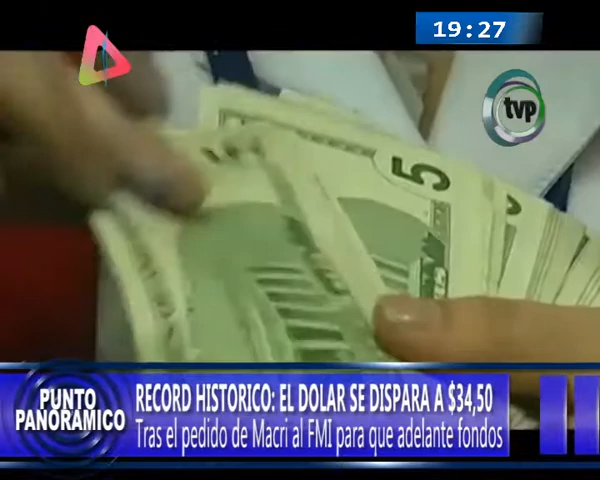 19:27
tvp
5
PUNTO
PANORÁMICO
RECORD HISTORICO: EL DOLAR SE DISPARA A $34,50
Tras el pedido de Macri al FMI para que adelante fondos